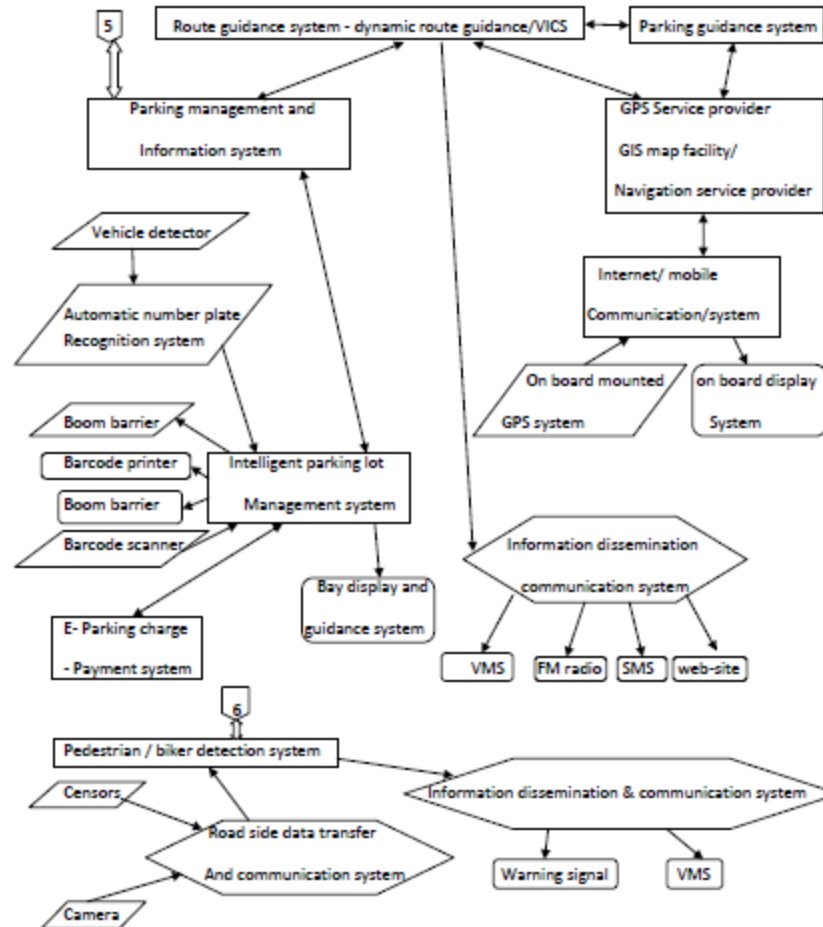 5
Route guidance system - dynamic route guidance/VICS
Parking guidance system
Parking management and
Information system
GPS Service provider
GIS map facility/
Navigation service provider
Vehicle detector
Internet/ mobile
Communication/system
Automatic number plate
Recognition system
On board mounted
GPS system
on board display
System
Boom barrier
Barcode printer
Boom barrier
Barcode scanner
Intelligent parking lot
Management system
Information dissemination
communication system
Bay display and
guidance system
E- Parking charge
- Payment system
VMS
FM radio
SMS
web-site
6
Pedestrian / biker detection system
Censors
Information dissemination & communication system
Road side data transfer
And communication system
Warning signal
VMS
Camera